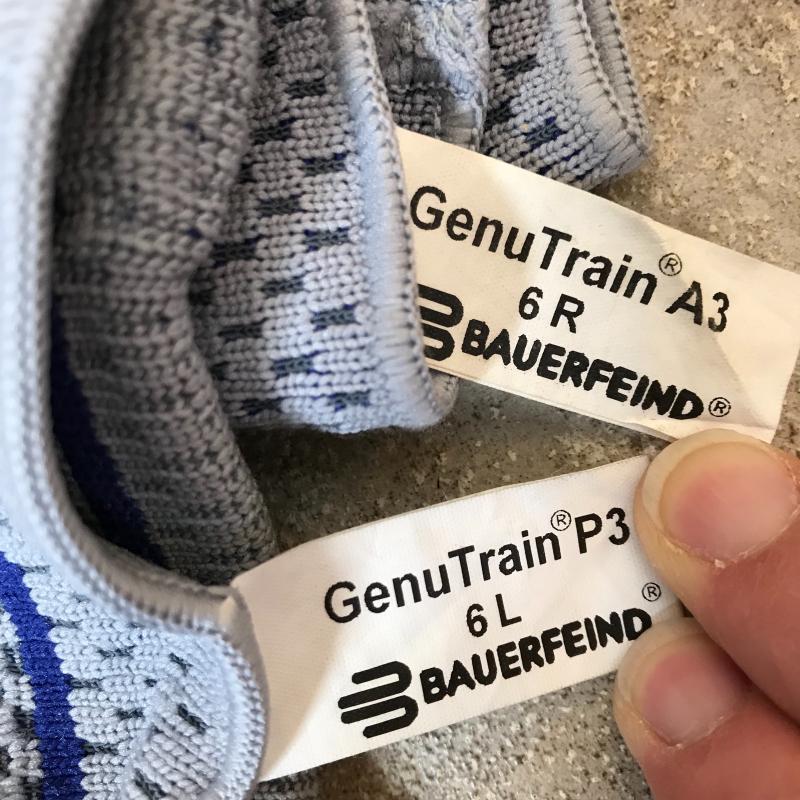 GenuTrain® A3
6 R
BAUERFEIND®
GenuTrain® P3
6 L
BAUERFEIND®